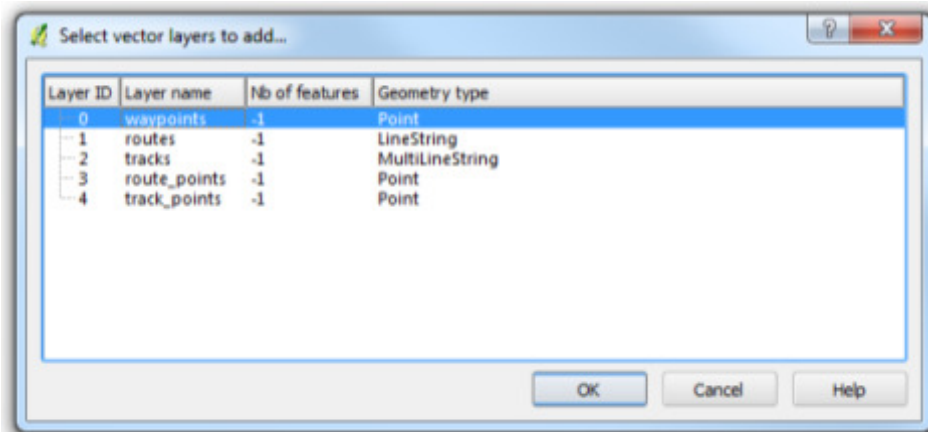 Select vector layers to add...
Layer ID Layer name Nb of features Geometry type
0 waypoints -1 Point
1 routes -1 LineString
2 tracks -1 MultiLineString
3 route_points -1 Point
4 track_points -1 Point
OK Cancel Help